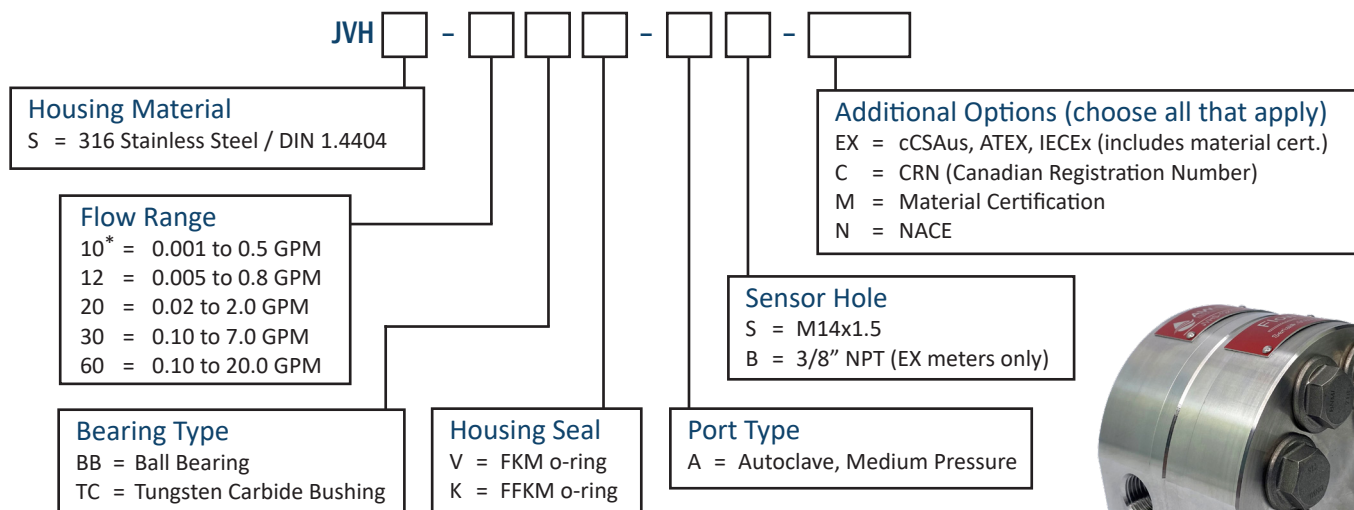 JVH - - -
Housing Material
S = 316 Stainless Steel / DIN 1.4404
Flow Range
10* = 0.001 to 0.5 GPM
12 = 0.005 to 0.8 GPM
20 = 0.02 to 2.0 GPM
30 = 0.10 to 7.0 GPM
60 = 0.10 to 20.0 GPM
Bearing Type
BB = Ball Bearing
TC = Tungsten Carbide Bushing
Housing Seal
V = FKM o-ring
K = FFKM o-ring
Port Type
A = Autoclave, Medium Pressure
Sensor Hole
S = M14x1.5
B = 3/8” NPT (EX meters only)
Additional Options (choose all that apply)
EX = cCSAus, ATEX, IECEx (includes material cert.)
C = CRN (Canadian Registration Number)
M = Material Certification
N = NACE